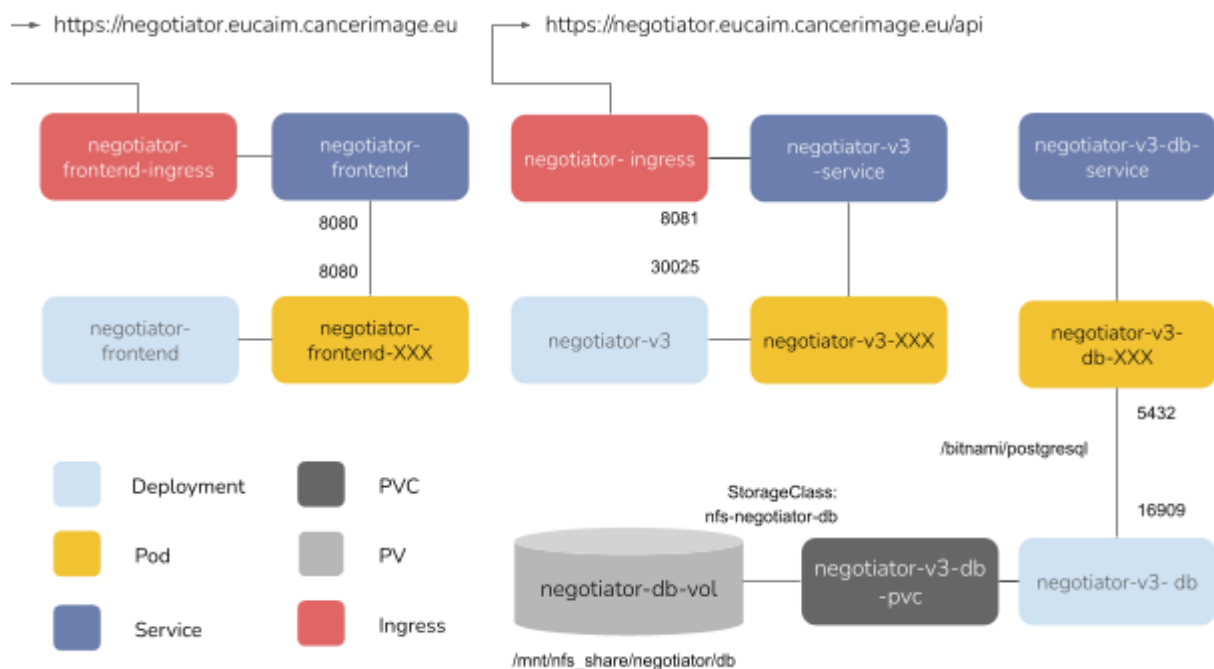 https://negotiator.eucaim.cancerimage.eu
https://negotiator.eucaim.cancerimage.eu/api
negotiator-
frontend-ingress
negotiator-
frontend
negotiator- ingress
negotiator-v3
-service
negotiator-v3-db-
service
8080
8080
8081
30025
negotiator-
frontend
negotiator-
frontend-XXX
negotiator-v3
negotiator-v3-XXX
negotiator-v3-
db-XXX
5432
/bitnami/postgresql
16909
Deployment
PVC
Pod
PV
Service
Ingress
StorageClass:
nfs-negotiator-db
negotiator-db-vol
negotiator-v3-db
-pvc
negotiator-v3- db
/mnt/nfs_share/negotiator/db